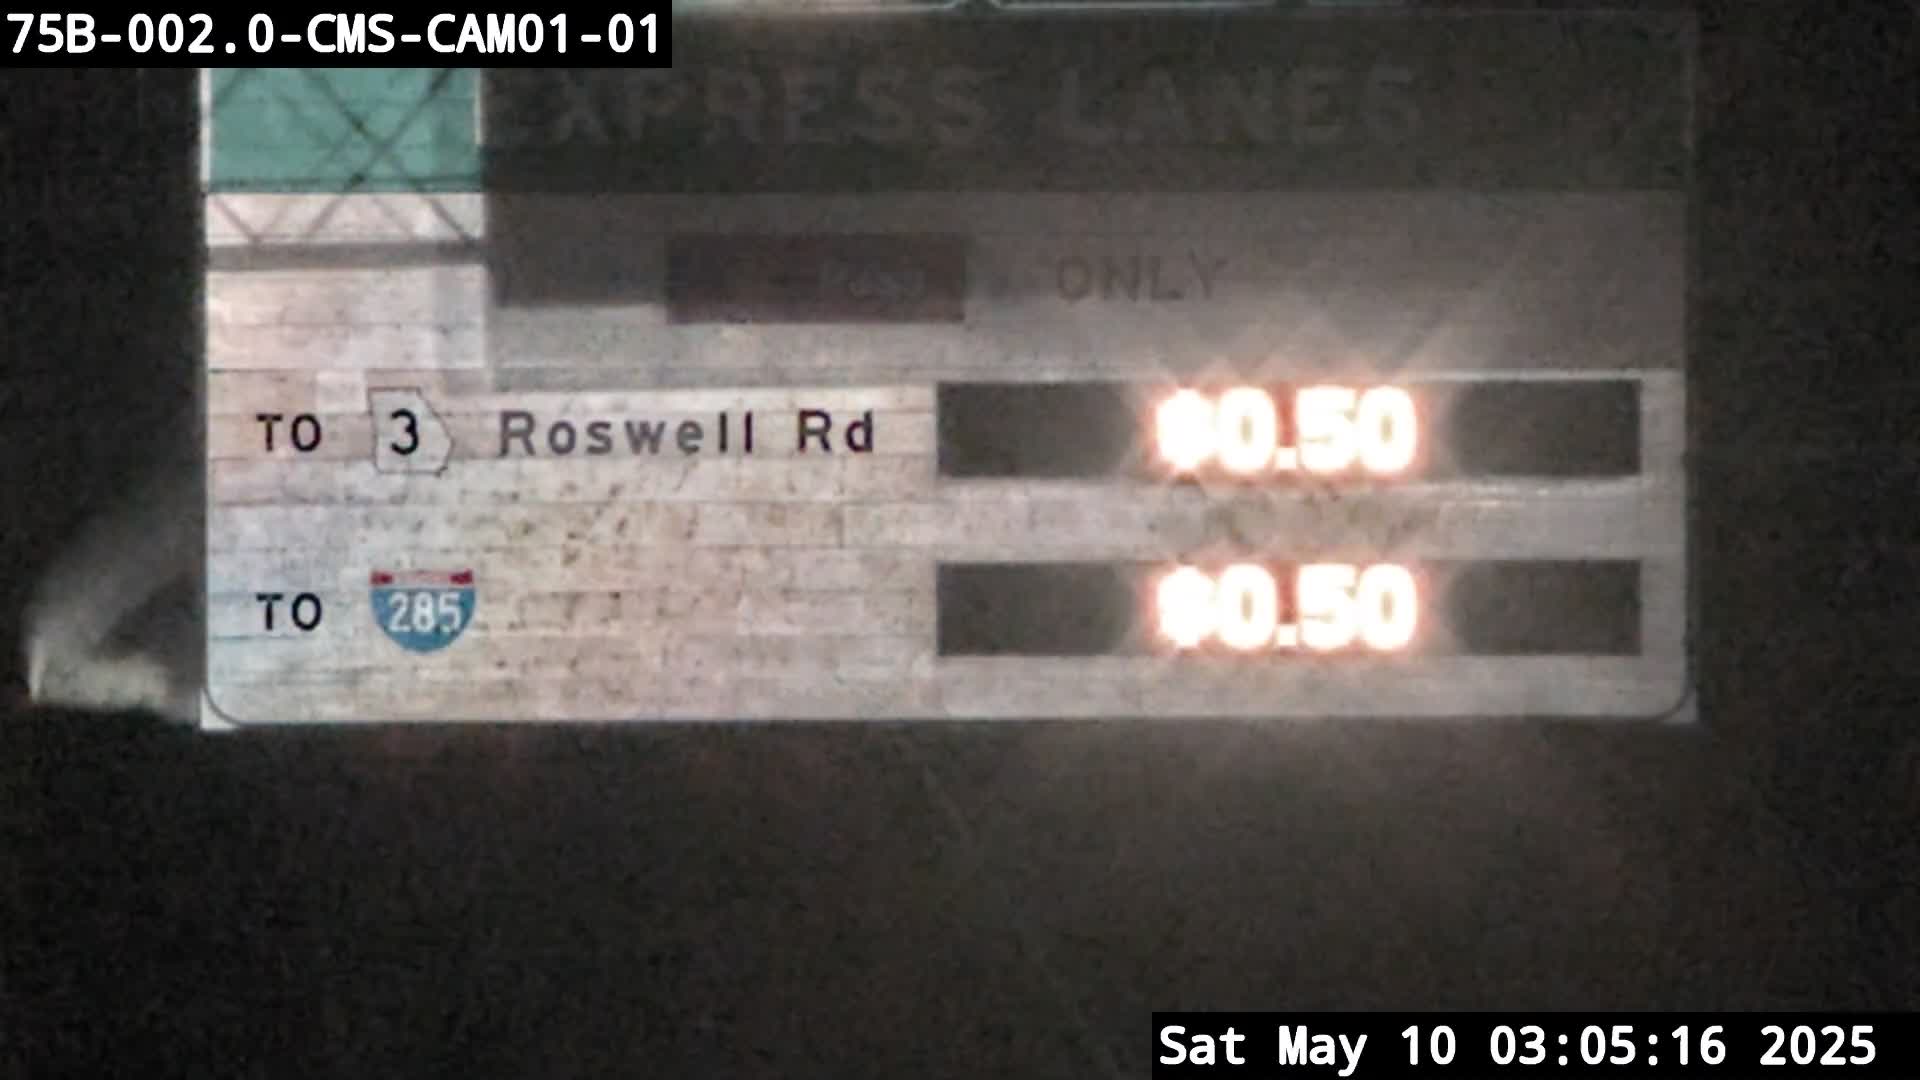 75B-002.0-CMS-CAM01-01
EXPRESS LANES
ONLY
TO 3 Roswell Rd $0.50
TO 285 $0.50
Sat May 10 03:05:16 2025